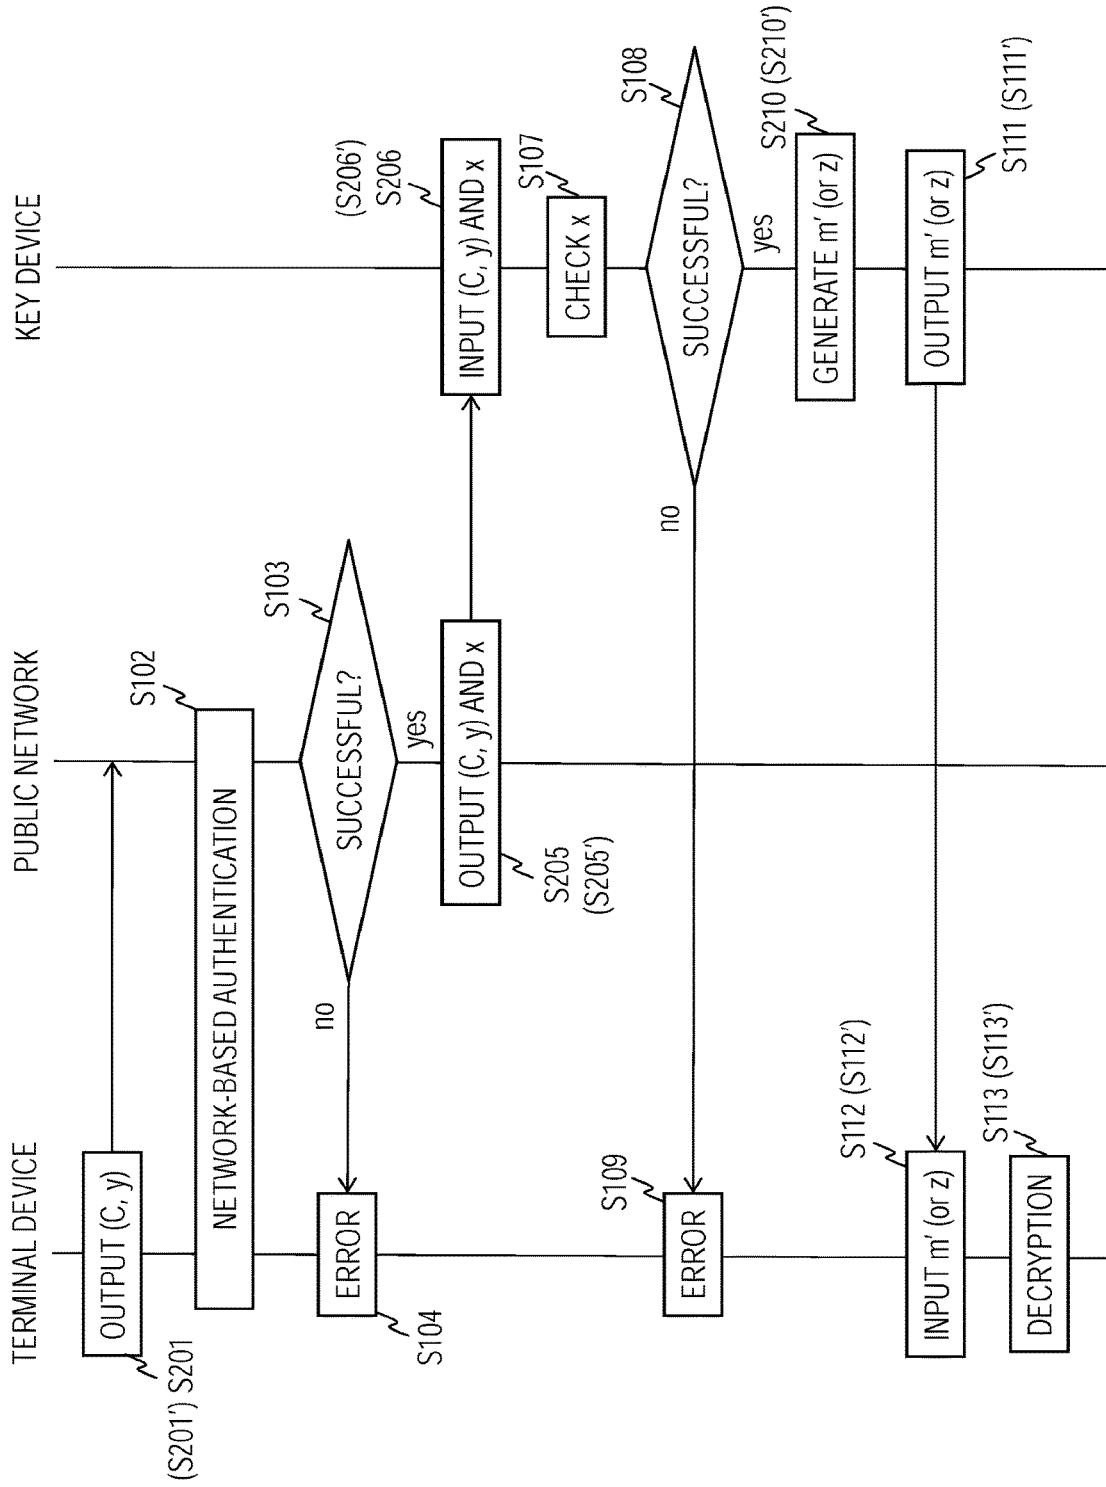 TERMINAL DEVICE
PUBLIC NETWORK
KEY DEVICE
OUTPUT (C, y)
(S201') S201
S102
NETWORK-BASED AUTHENTICATION
S103
SUCCESSFUL?
no
yes
ERROR
S104
OUTPUT (C, y) AND x
S205
(S205')
(S206')
S206
INPUT (C, y) AND x
S107
CHECK x
S108
SUCCESSFUL?
no
yes
S109
ERROR
S210 (S210')
GENERATE m' (or z)
OUTPUT m' (or z)
S111 (S111')
S112 (S112')
INPUT m' (or z)
S113 (S113')
DECRYPTION